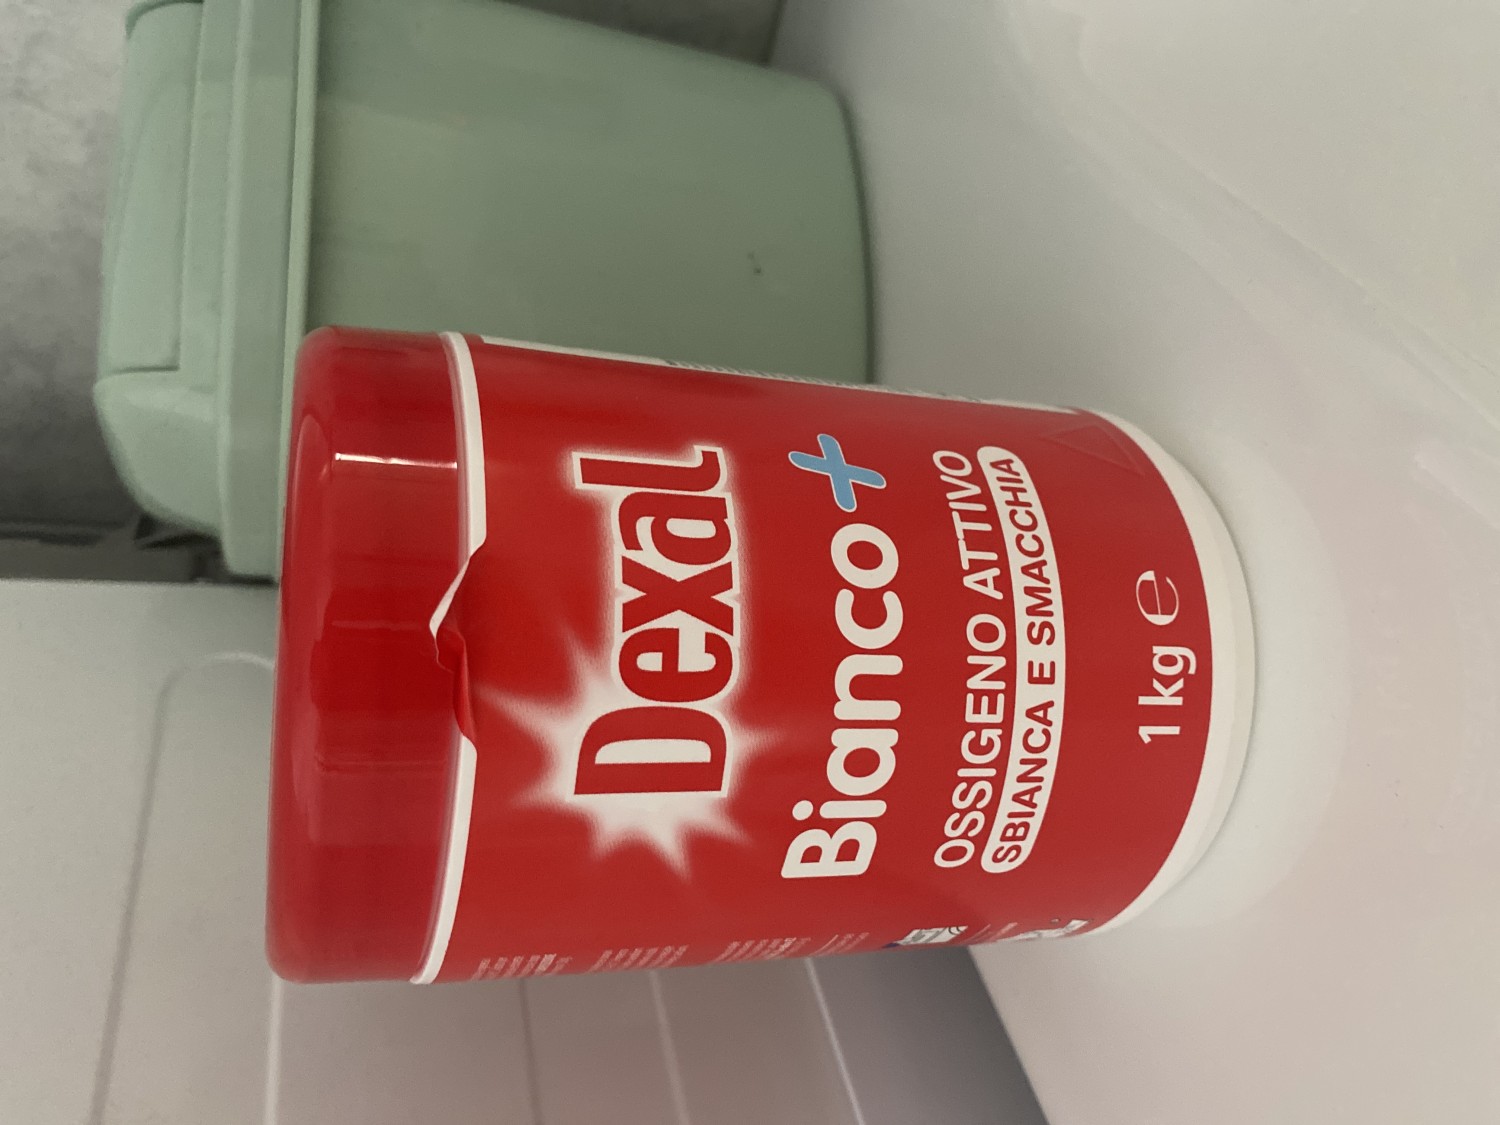 Dexal
Bianco+
OSSIGENO ATTIVO
SBIANCA E SMACCHIA
1 kg ℮